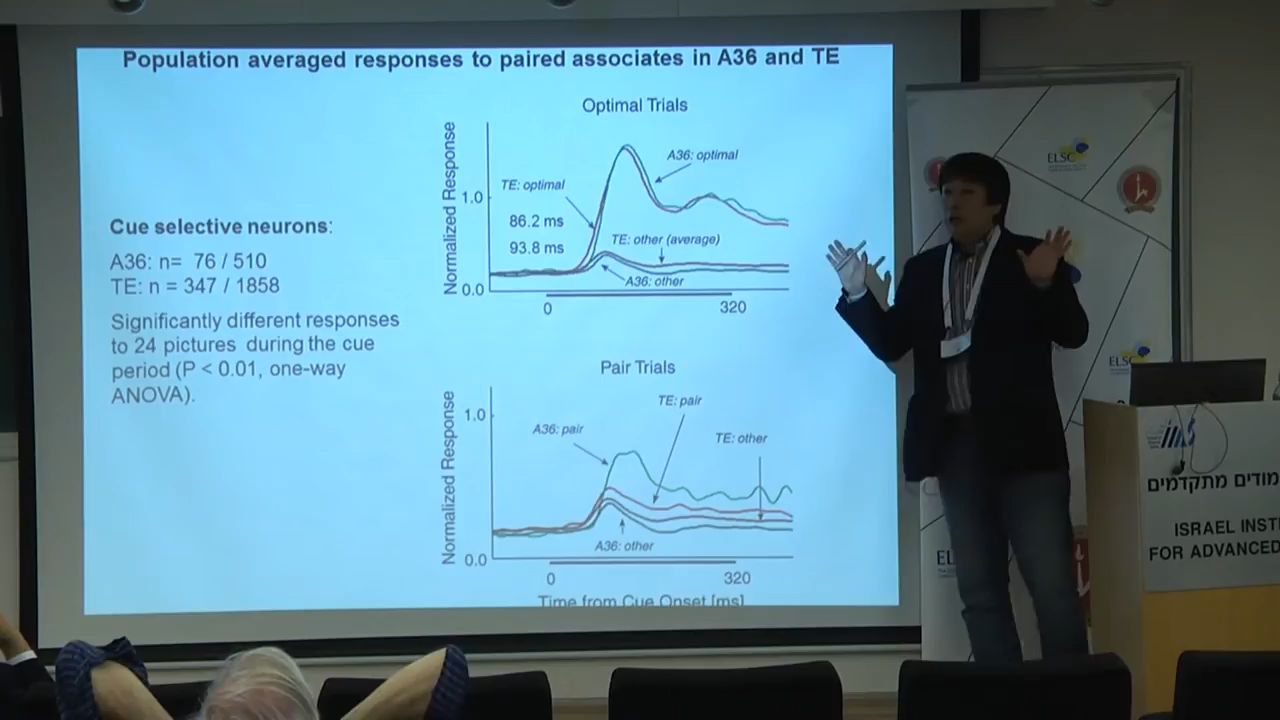 Population averaged responses to paired associates in A36 and TE
Cue selective neurons:
A36: n= 76 / 510
TE: n = 347 / 1858
Significantly different responses
to 24 pictures during the cue
period (P < 0.01, one-way
ANOVA).
Optimal Trials
Normalized Response
1.0
0.0
TE: optimal
86.2 ms
93.8 ms
A36: optimal
TE: other (average)
A36: other
0
320
Pair Trials
Normalized Response
1.0
0.0
A36: pair
TE: pair
TE: other
A36: other
0
320
Time from Cue Onset [ms]
ELSC
ELSC
EL
מודים מתקדמים
ISRAEL INSTI
FOR ADVANCED